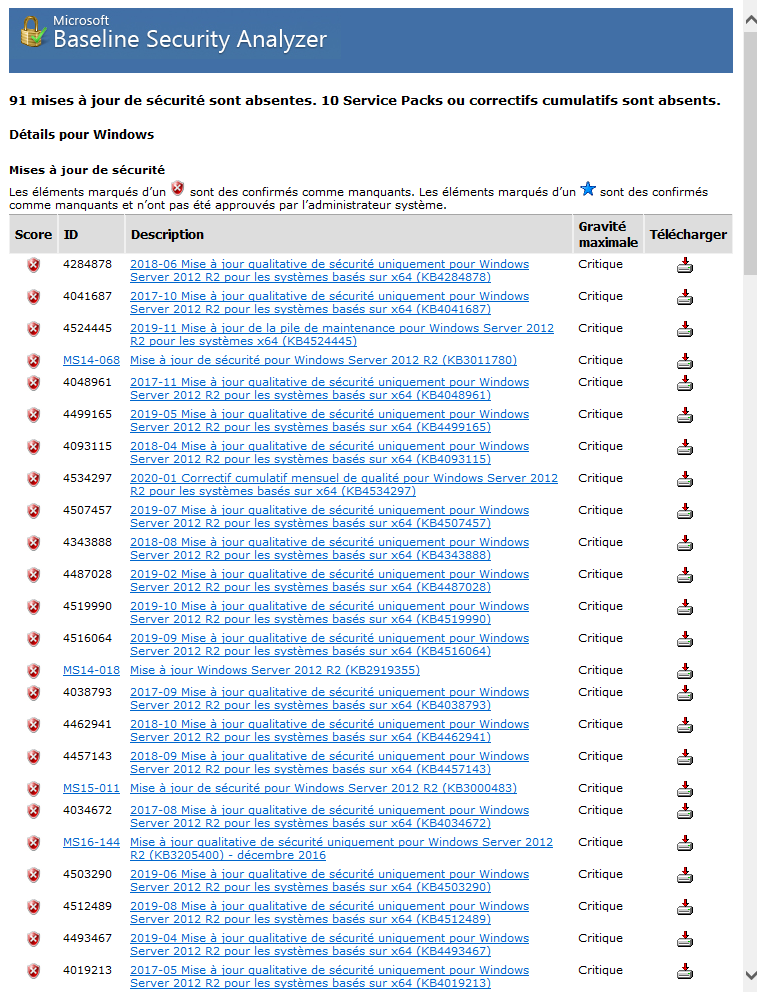 Microsoft
Baseline Security Analyzer
91 mises à jour de sécurité sont absentes. 10 Service Packs ou correctifs cumulatifs sont absents.
Détails pour Windows
Mises à jour de sécurité
Les éléments marqués d'un sont des confirmés comme manquants. Les éléments marqués d'un sont des confirmés
comme manquants et n'ont pas été approuvés par l'administrateur système.
Score ID Description Gravité maximale Télécharger
4284878 2018-06 Mise à jour qualitative de sécurité uniquement pour Windows Critique
Server 2012 R2 pour les systèmes basés sur x64 (KB4284878)
4041687 2017-10 Mise à jour qualitative de sécurité uniquement pour Windows Critique
Server 2012 R2 pour les systèmes basés sur x64 (KB4041687)
4524445 2019-11 Mise à jour de la pile de maintenance pour Windows Server 2012 Critique
R2 pour les systèmes x64 (KB4524445)
MS14-068 Mise à jour de sécurité pour Windows Server 2012 R2 (KB3011780) Critique
4048961 2017-11 Mise à jour qualitative de sécurité uniquement pour Windows Critique
Server 2012 R2 pour les systèmes basés sur x64 (KB4048961)
4499165 2019-05 Mise à jour qualitative de sécurité uniquement pour Windows Critique
Server 2012 R2 pour les systèmes basés sur x64 (KB4499165)
4093115 2018-04 Mise à jour qualitative de sécurité uniquement pour Windows Critique
Server 2012 R2 pour les systèmes basés sur x64 (KB4093115)
4534297 2020-01 Correctif cumulatif mensuel de qualité pour Windows Server 2012 Critique
R2 pour les systèmes basés sur x64 (KB4534297)
4507457 2019-07 Mise à jour qualitative de sécurité uniquement pour Windows Critique
Server 2012 R2 pour les systèmes basés sur x64 (KB4507457)
4343888 2018-08 Mise à jour qualitative de sécurité uniquement pour Windows Critique
Server 2012 R2 pour les systèmes basés sur x64 (KB4343888)
4487028 2019-02 Mise à jour qualitative de sécurité uniquement pour Windows Critique
Server 2012 R2 pour les systèmes basés sur x64 (KB4487028)
4519990 2019-10 Mise à jour qualitative de sécurité uniquement pour Windows Critique
Server 2012 R2 pour les systèmes basés sur x64 (KB4519990)
4516064 2019-09 Mise à jour qualitative de sécurité uniquement pour Windows Critique
Server 2012 R2 pour les systèmes basés sur x64 (KB4516064)
MS14-018 Mise à jour Windows Server 2012 R2 (KB2919355) Critique
4038793 2017-09 Mise à jour qualitative de sécurité uniquement pour Windows Critique
Server 2012 R2 pour les systèmes basés sur x64 (KB4038793)
4462941 2018-10 Mise à jour qualitative de sécurité uniquement pour Windows Critique
Server 2012 R2 pour les systèmes basés sur x64 (KB4462941)
4457143 2018-09 Mise à jour qualitative de sécurité uniquement pour Windows Critique
Server 2012 R2 pour les systèmes basés sur x64 (KB4457143)
MS15-011 Mise à jour de sécurité pour Windows Server 2012 R2 (KB3000483) Critique
4034672 2017-08 Mise à jour qualitative de sécurité uniquement pour Windows Critique
Server 2012 R2 pour les systèmes basés sur x64 (KB4034672)
MS16-144 Mise à jour qualitative de sécurité uniquement pour Windows Server 2012 Critique
R2 (KB3205400) - décembre 2016
4503290 2019-06 Mise à jour qualitative de sécurité uniquement pour Windows Critique
Server 2012 R2 pour les systèmes basés sur x64 (KB4503290)
4512489 2019-08 Mise à jour qualitative de sécurité uniquement pour Windows Critique
Server 2012 R2 pour les systèmes basés sur x64 (KB4512489)
4493467 2019-04 Mise à jour qualitative de sécurité uniquement pour Windows Critique
Server 2012 R2 pour les systèmes basés sur x64 (KB4493467)
4019213 2017-05 Mise à jour qualitative de sécurité uniquement pour Windows Critique
Server 2012 R2 pour les systèmes basés sur x64 (KB4019213)